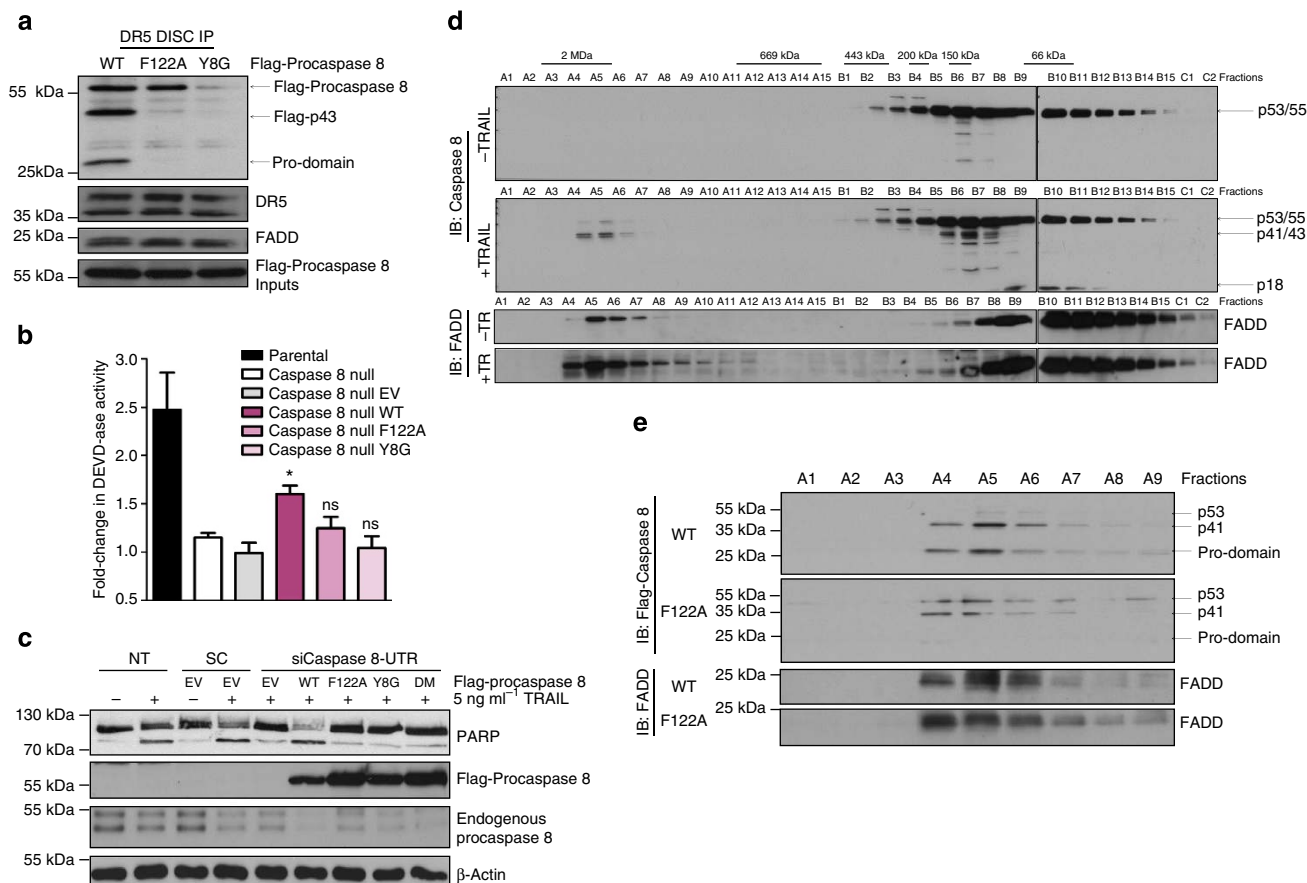 a
DR5 DISC IP
WT F122A Y8G Flag-Procaspase 8
55 kDa
Flag-Procaspase 8
Flag-p43
Pro-domain
25kDa
DR5
35 kDa
25 kDa
FADD
55 kDa
Flag-Procaspase 8
Inputs
b
Fold-change in DEVD-ase activity
3.0
2.5
2.0
1.5
1.0
0.5
Parental
Caspase 8 null
Caspase 8 null EV
Caspase 8 null WT
Caspase 8 null F122A
Caspase 8 null Y8G
*
ns
ns
c
NT SC siCaspase 8-UTR
EV EV EV WT F122A Y8G DM Flag-procaspase 8
– + – + + + + + + 5 ng ml−1 TRAIL
130 kDa
PARP
70 kDa
55 kDa
Flag-Procaspase 8
55 kDa
Endogenous
procaspase 8
55 kDa
β-Actin
d
2 MDa 669 kDa 443 kDa 200 kDa 150 kDa 66 kDa
A1 A2 A3 A4 A5 A6 A7 A8 A9 A10 A11 A12 A13 A14 A15 B1 B2 B3 B4 B5 B6 B7 B8 B9 B10 B11 B12 B13 B14 B15 C1 C2 Fractions
IB: Caspase 8
–TRAIL
p53/55
A1 A2 A3 A4 A5 A6 A7 A8 A9 A10 A11 A12 A13 A14 A15 B1 B2 B3 B4 B5 B6 B7 B8 B9 B10 B11 B12 B13 B14 B15 C1 C2 Fractions
+TRAIL
p53/55
p41/43
p18
A1 A2 A3 A4 A5 A6 A7 A8 A9 A10 A11 A12 A13 A14 A15 B1 B2 B3 B4 B5 B6 B7 B8 B9 B10 B11 B12 B13 B14 B15 C1 C2 Fractions
IB: FADD
–TR
FADD
+TR
FADD
e
A1 A2 A3 A4 A5 A6 A7 A8 A9 Fractions
IB: Flag-Caspase 8
WT
55 kDa
35 kDa
25 kDa
p53
p41
Pro-domain
F122A
55 kDa
35 kDa
25 kDa
p53
p41
Pro-domain
IB: FADD
WT
25 kDa
FADD
F122A
25 kDa
FADD